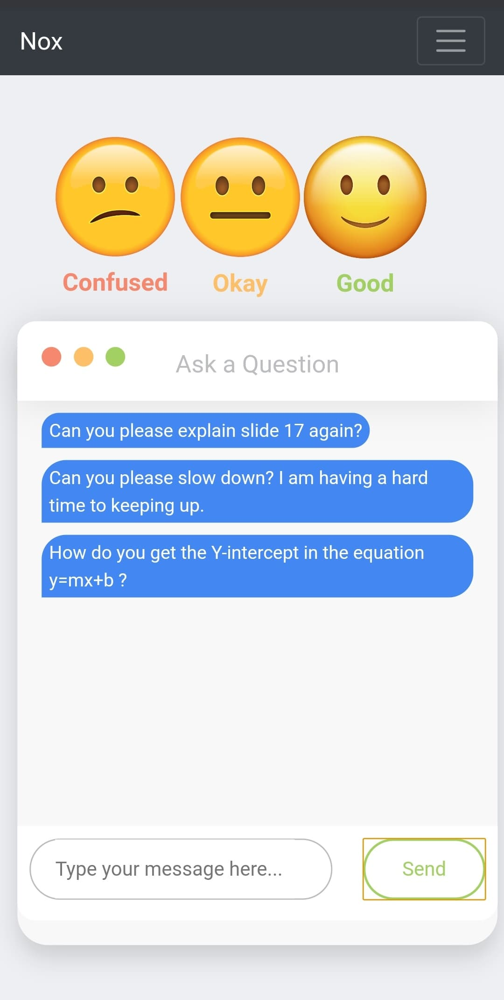 Nox
Confused Okay Good
Ask a Question
Can you please explain slide 17 again?
Can you please slow down? I am having a hard
time to keeping up.
How do you get the Y-intercept in the equation
y=mx+b ?
Type your message here...
Send